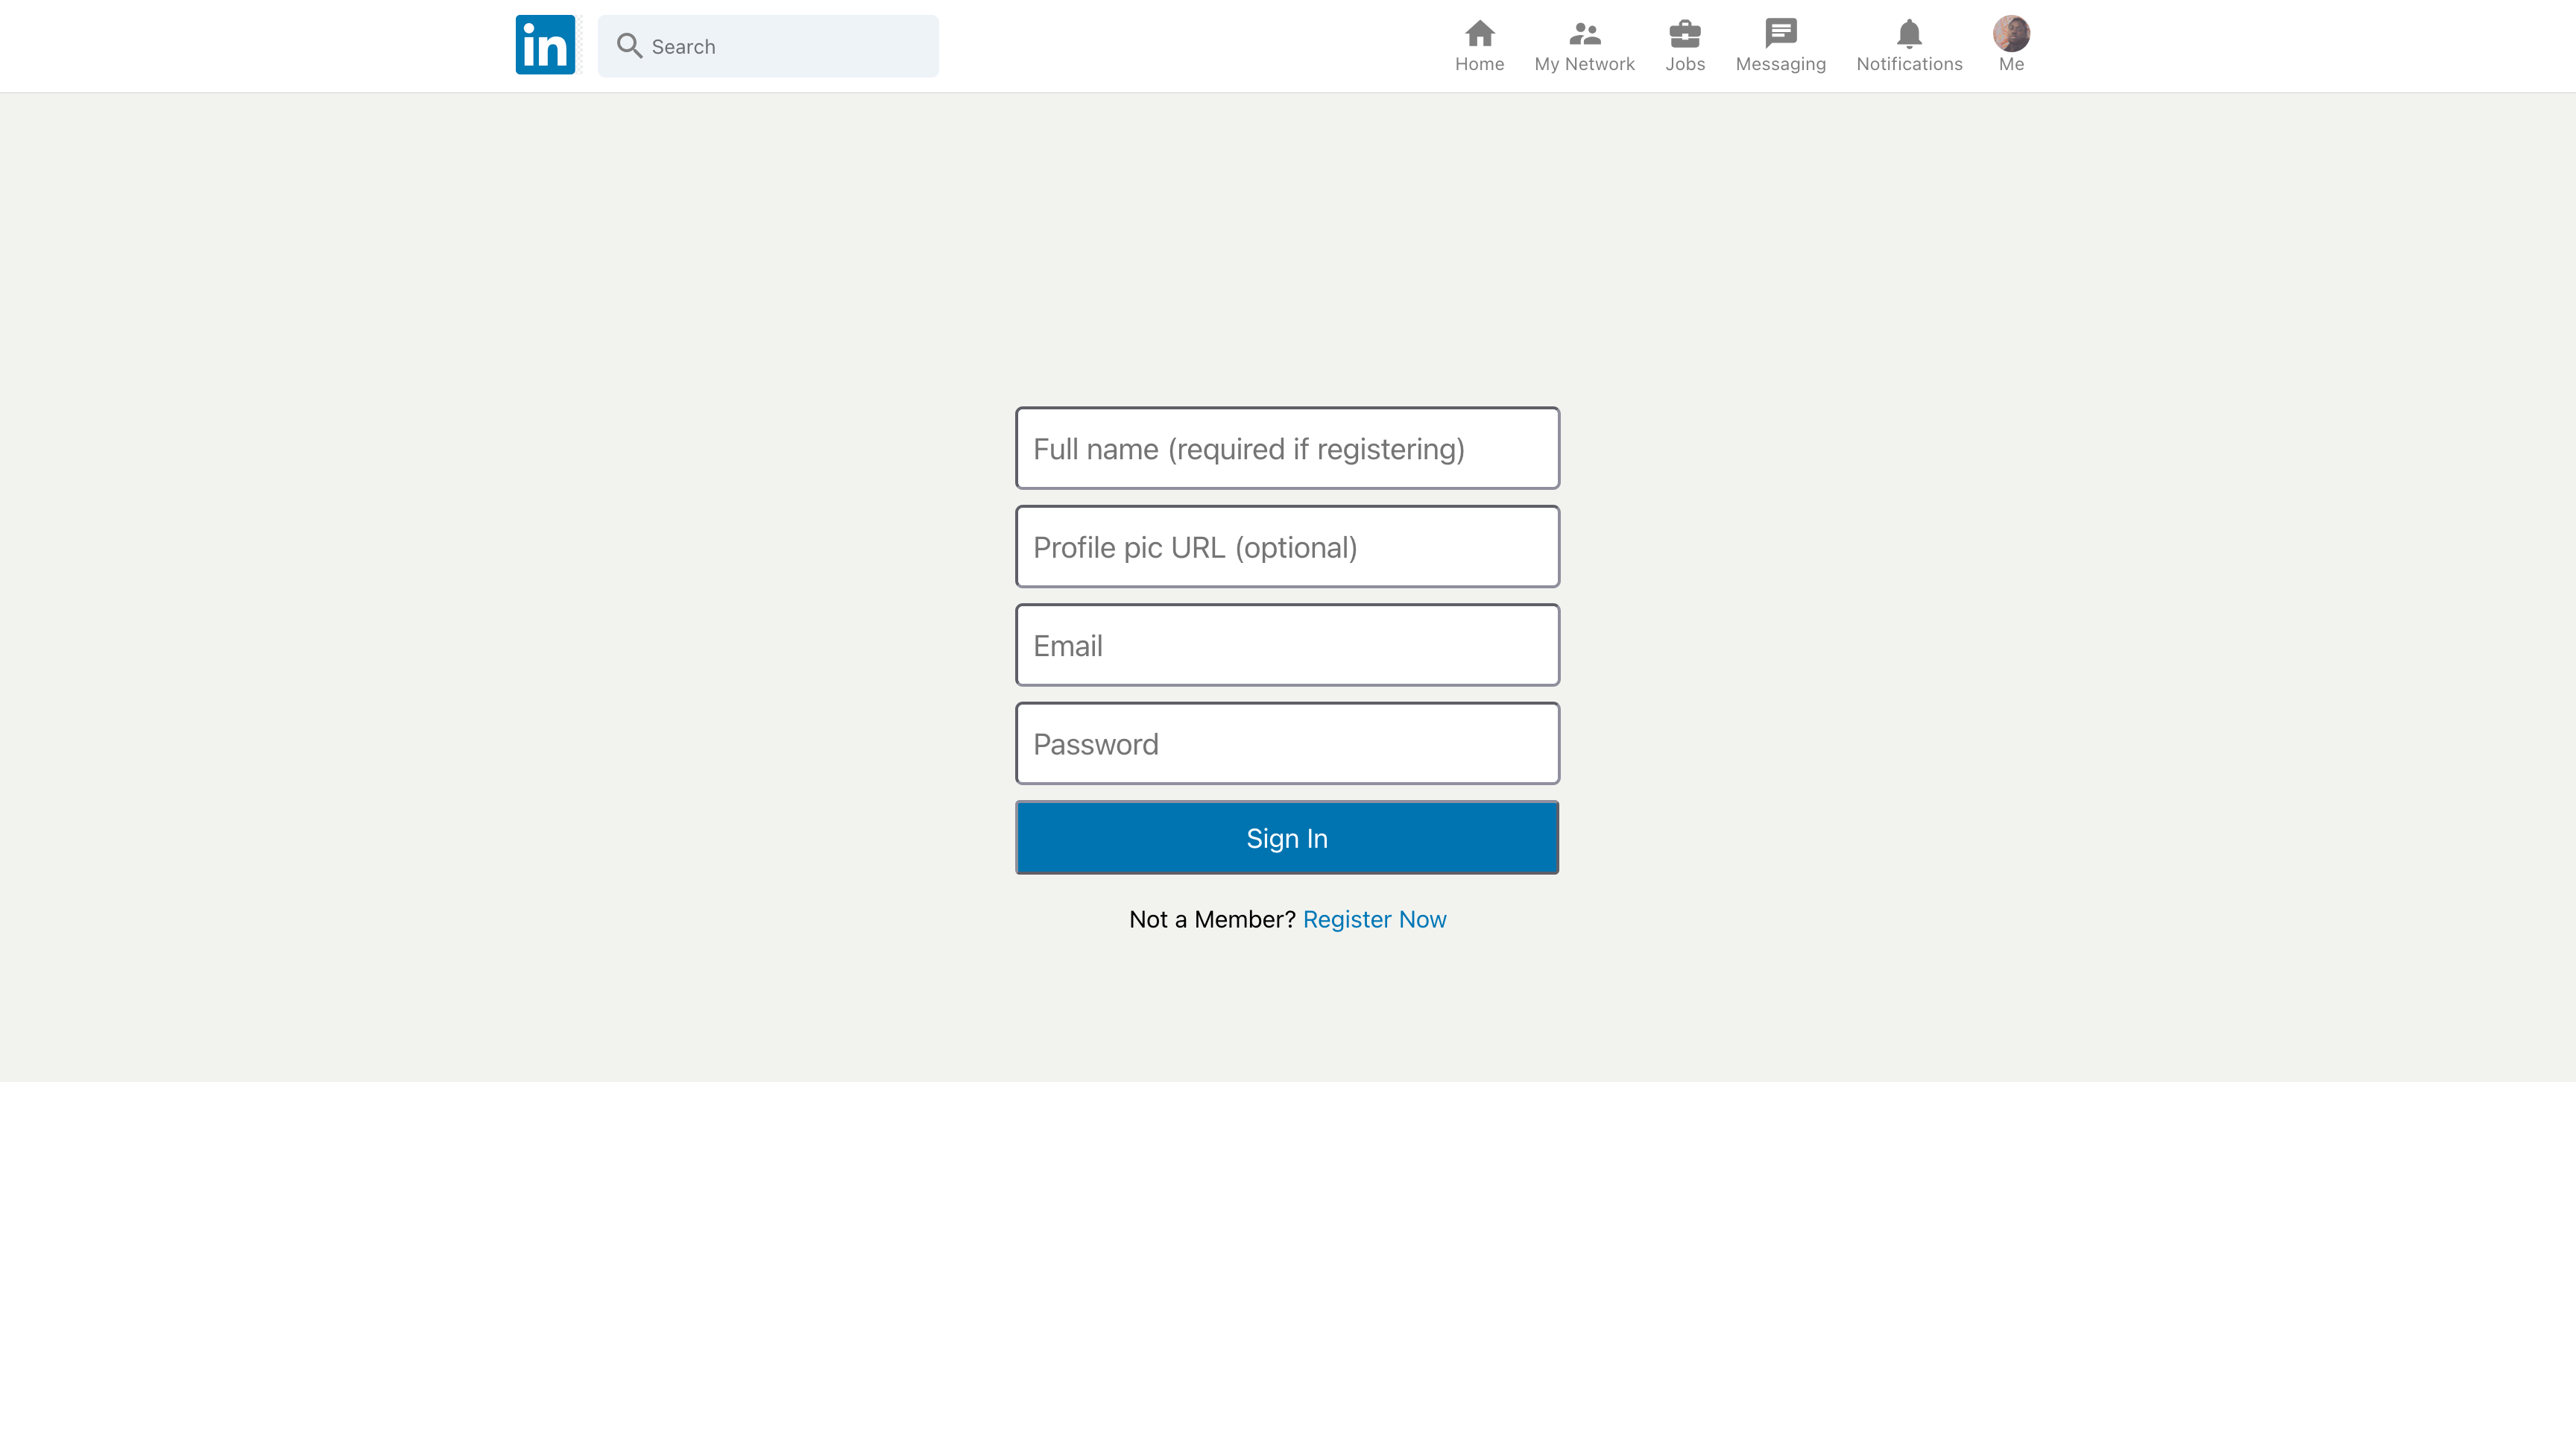 in
Search
Home
My Network
Jobs
Messaging
Notifications
Me
Full name (required if registering)
Profile pic URL (optional)
Email
Password
Sign In
Not a Member? Register Now